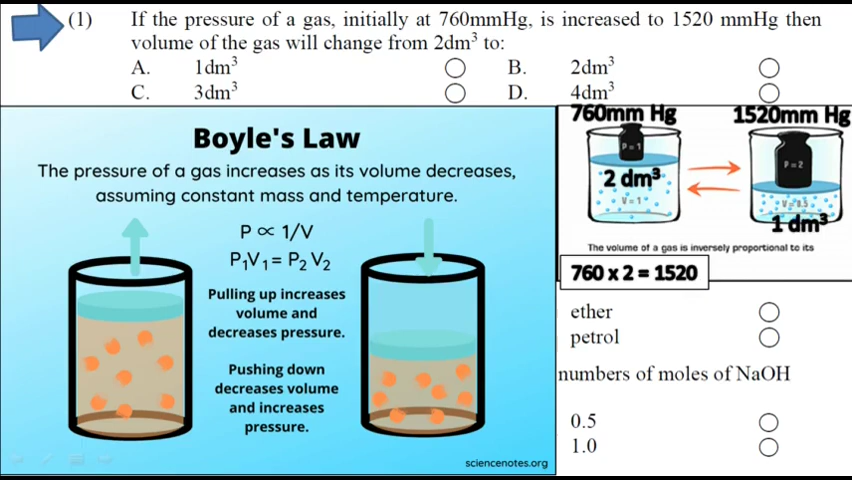 (1) If the pressure of a gas, initially at 760mmHg, is increased to 1520 mmHg then
volume of the gas will change from 2dm³ to:
A. 1dm³ B. 2dm³
C. 3dm³ D. 4dm³
Boyle's Law
The pressure of a gas increases as its volume decreases,
assuming constant mass and temperature.
P ∝ 1/V
P₁V₁ = P₂ V₂
Pulling up increases
volume and
decreases pressure.
Pushing down
decreases volume
and increases
pressure.
sciencenotes.org
760mm Hg 1520mm Hg
P = 1
P = 2
2 dm³
V = 1
V = 0.5
1 dm³
The volume of a gas is inversely proportional to its
760 x 2 = 1520
ether
petrol
numbers of moles of NaOH
0.5
1.0